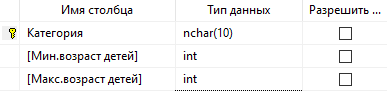 Имя столбца Тип данных Разрешить ...
Категория nchar(10)
[Мин.возраст детей] int
[Макс.возраст детей] int